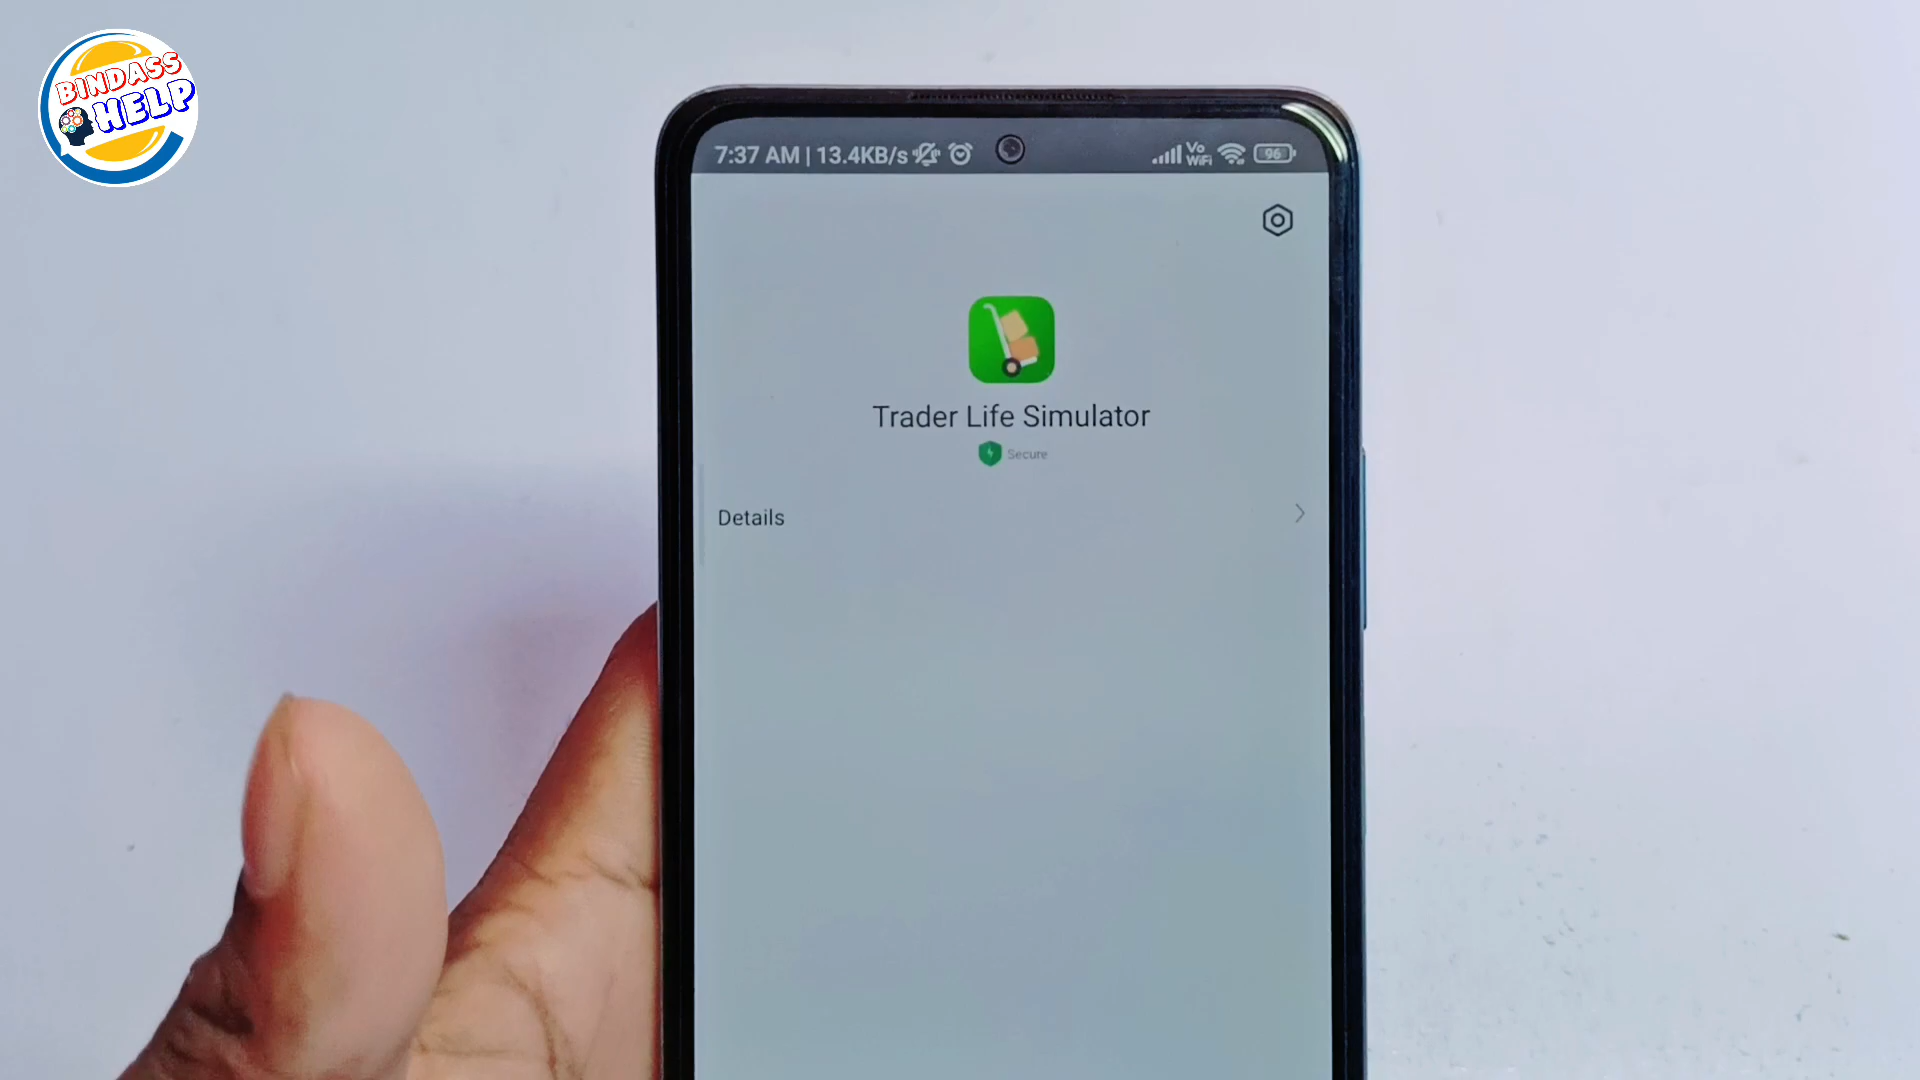 BINDASS
HELP
7:37 AM | 13.4KB/s
Vo
WiFi
96
Trader Life Simulator
Secure
Details